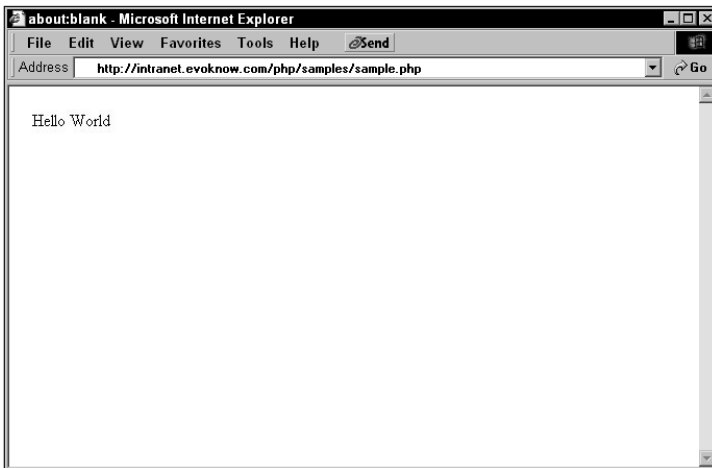 about:blank - Microsoft Internet Explorer
File Edit View Favorites Tools Help Send
Address http://intranet.evoknow.com/php/samples/sample.php Go
Hello World